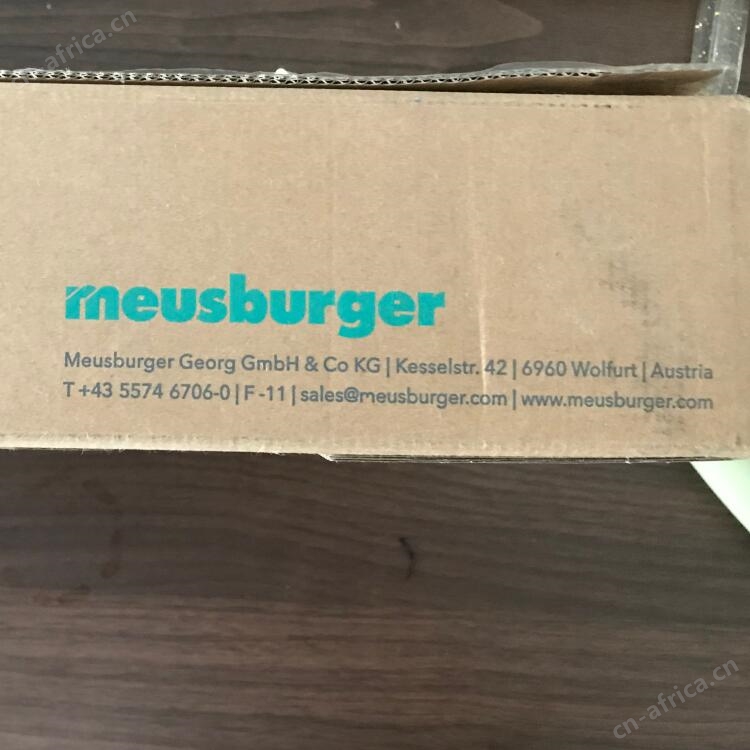 cn-africa.cn
meusburger
Meusburger Georg GmbH & Co KG | Kesselstr. 42 | 6960 Wolfurt | Austria
T +43 5574 6706-0 | F -11 | sales@meusburger.com | www.meusburger.com
cn-africa.cn